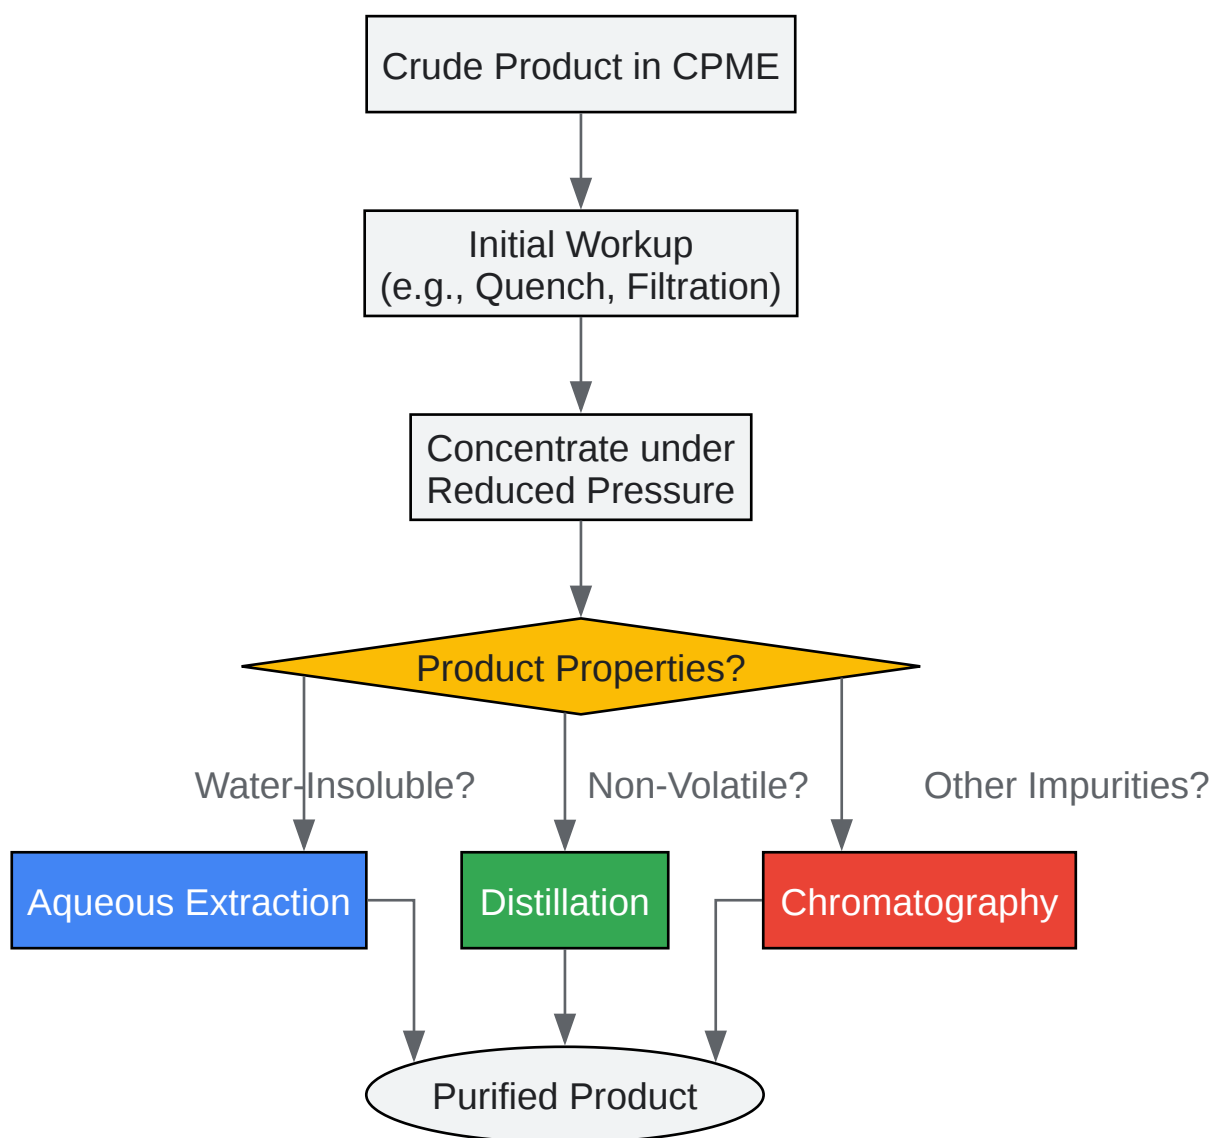 Crude Product in CPME
Initial Workup
(e.g., Quench, Filtration)
Concentrate under
Reduced Pressure
Product Properties?
Water-Insoluble?
Non-Volatile?
Other Impurities?
Aqueous Extraction
Distillation
Chromatography
Purified Product